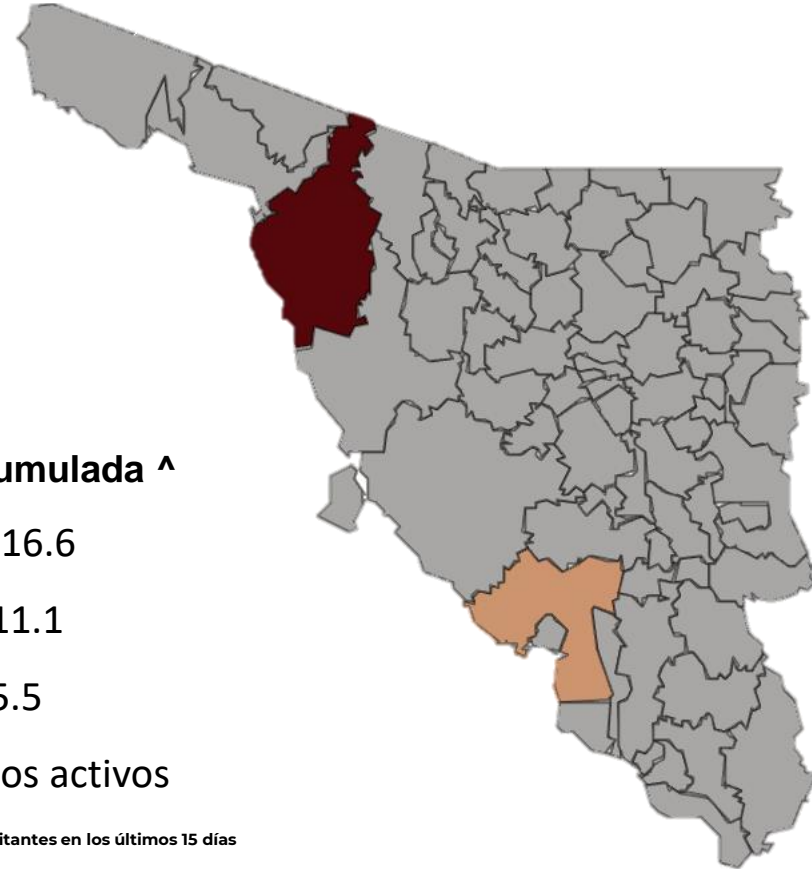 umulada ^
16.6
11.1
5.5
os activos
itantes en los últimos 15 días